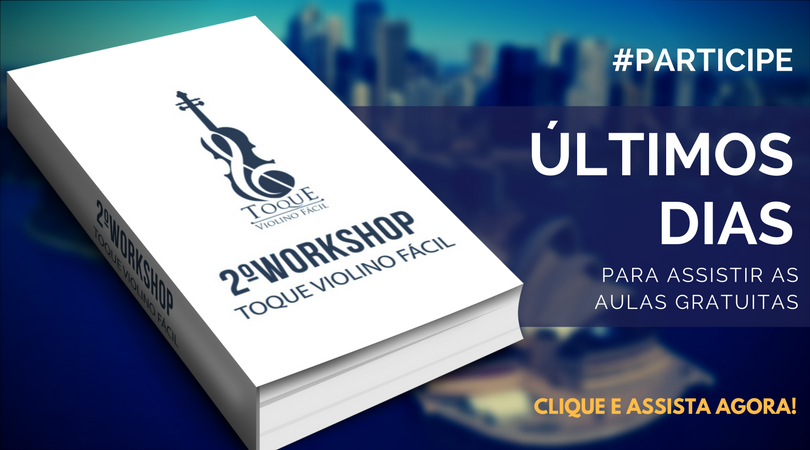 #PARTICIPE
ÚLTIMOS
DIAS
PARA ASSISTIR AS
AULAS GRATUITAS
CLIQUE E ASSISTA AGORA!
TOQUE
VIOLINO FÁCIL
2ºWORKSHOP
TOQUE VIOLINO FÁCIL
2ºWORKSHOP
TOQUE VIOLINO FÁCIL